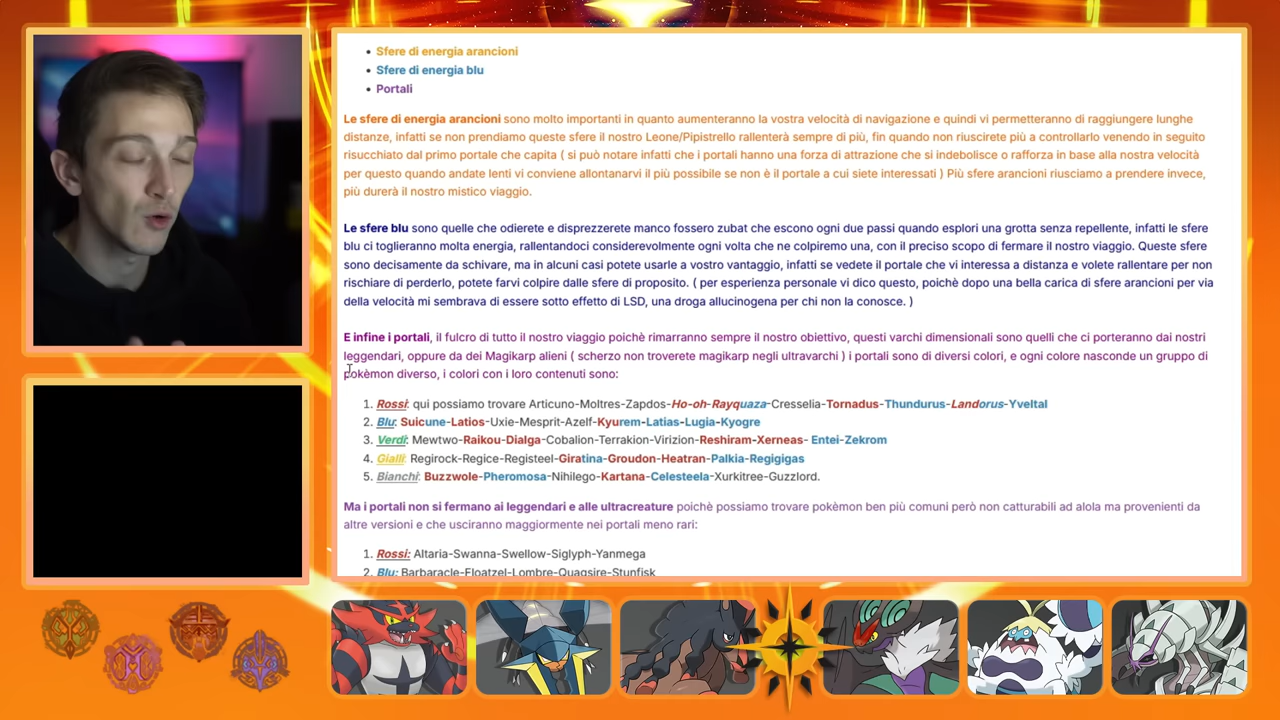 Sfere di energia arancioni
Sfere di energia blu
Portali
Le sfere di energia arancioni sono molto importanti in quanto aumenteranno la vostra velocità di navigazione e quindi vi permetteranno di raggiungere lunghe
distanze, infatti se non prendiamo queste sfere il nostro Leone/Pipistrello rallenterà sempre di più, fin quando non riuscirete più a controllarlo venendo in seguito
risucchiato dal primo portale che capita ( si può notare infatti che i portali hanno una forza di attrazione che si indebolisce o rafforza in base alla nostra velocità
per questo quando andate lenti vi conviene allontanarvi il più possibile se non è il portale a cui siete interessati ) Più sfere arancioni riusciamo a prendere invece,
più durerà il nostro mistico viaggio.
Le sfere blu sono quelle che odierete e disprezzerete manco fossero zubat che escono ogni due passi quando esplori una grotta senza repellente, infatti le sfere
blu ci toglieranno molta energia, rallentandoci considerevolmente ogni volta che ne colpiremo una, con il preciso scopo di fermare il nostro viaggio. Queste sfere
sono decisamente da schivare, ma in alcuni casi potete usarle a vostro vantaggio, infatti se vedete il portale che vi interessa a distanza e volete rallentare per non
rischiare di perderlo, potete farvi colpire dalle sfere di proposito. ( per esperienza personale vi dico questo, poichè dopo una bella carica di sfere arancioni per via
della velocità mi sembrava di essere sotto effetto di LSD, una droga allucinogena per chi non la conosce. )
E infine i portali, il fulcro di tutto il nostro viaggio poichè rimarranno sempre il nostro obiettivo, questi varchi dimensionali sono quelli che ci porteranno dai nostri
leggendari, oppure da dei Magikarp alieni ( scherzo non troverete magikarp negli ultravarchi ) i portali sono di diversi colori, e ogni colore nasconde un gruppo di
pokèmon diverso, i colori con i loro contenuti sono:
1. Rossi: qui possiamo trovare Articuno-Moltres-Zapdos-Ho-oh-Rayquaza-Cresselia-Tornadus-Thundurus-Landorus-Yveltal
2. Blu: Suicune-Latios-Uxie-Mesprit-Azelf-Kyurem-Latias-Lugia-Kyogre
3. Verdi: Mewtwo-Raikou-Dialga-Cobalion-Terrakion-Virizion-Reshiram-Xerneas- Entei-Zekrom
4. Gialli: Regirock-Regice-Registeel-Giratina-Groudon-Heatran-Palkia-Regigigas
5. Bianchi: Buzzwole-Pheromosa-Nihilego-Kartana-Celesteela-Xurkitree-Guzzlord.
Ma i portali non si fermano ai leggendari e alle ultracreature poichè possiamo trovare pokèmon ben più comuni però non catturabili ad alola ma provenienti da
altre versioni e che usciranno maggiormente nei portali meno rari:
1. Rossi: Altaria-Swanna-Swellow-Siglyph-Yanmega
2. Blu: Barbaracle-Floatzel-Lombre-Quagsire-Stunfisk